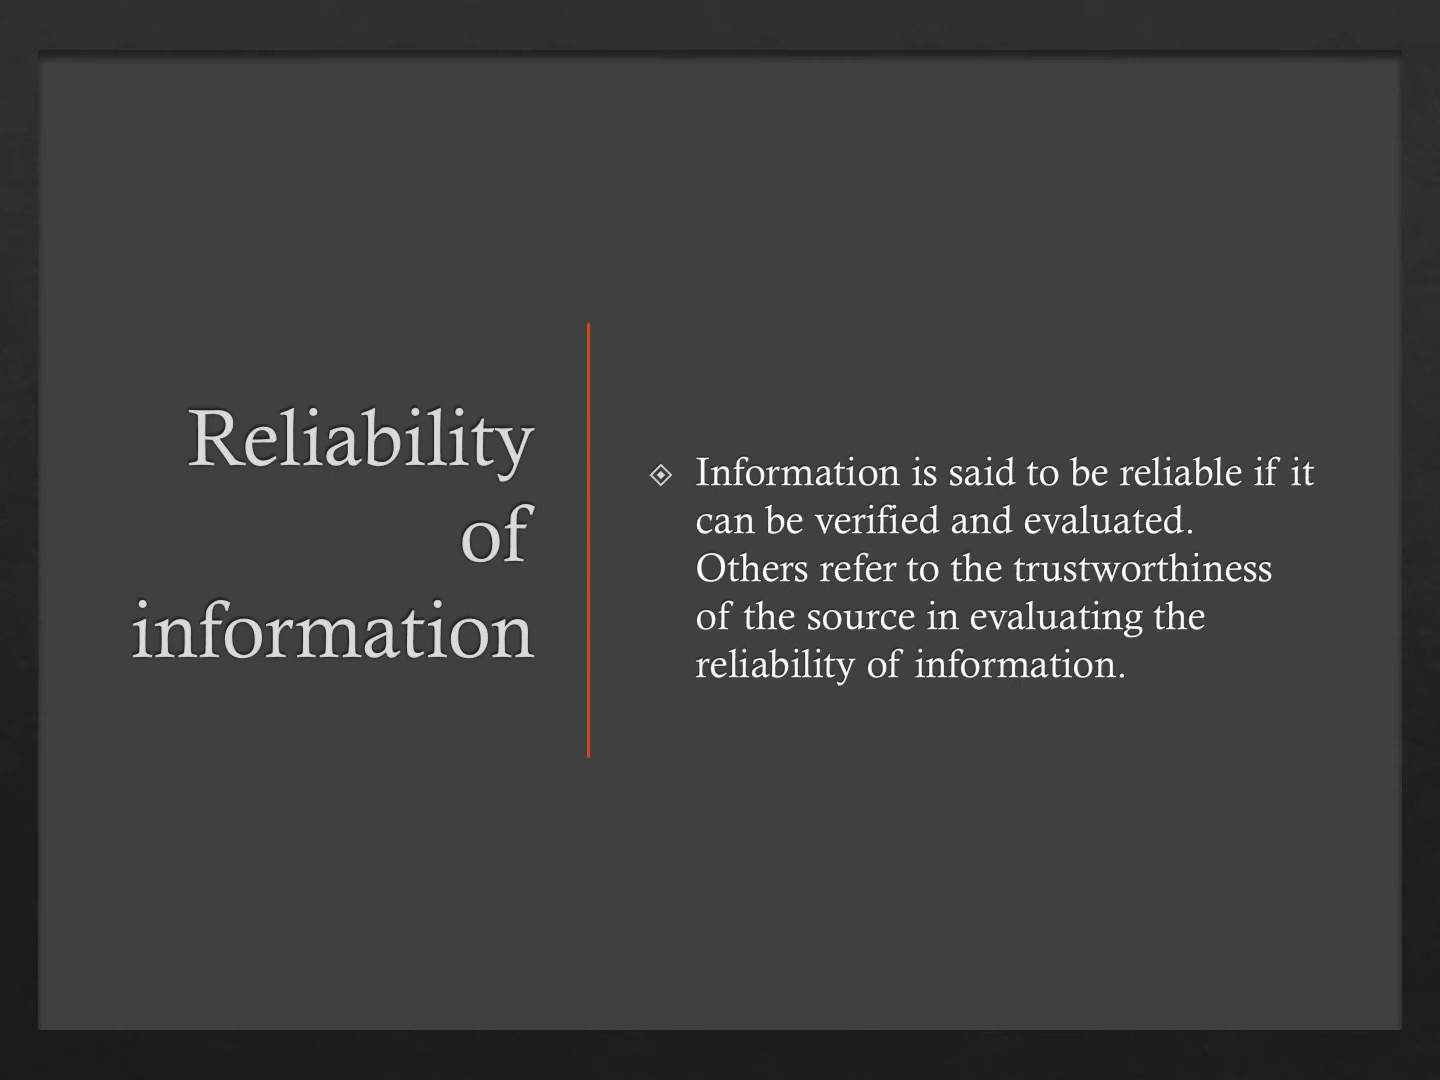 Reliability
of
information
Information is said to be reliable if it
can be verified and evaluated.
Others refer to the trustworthiness
of the source in evaluating the
reliability of information.